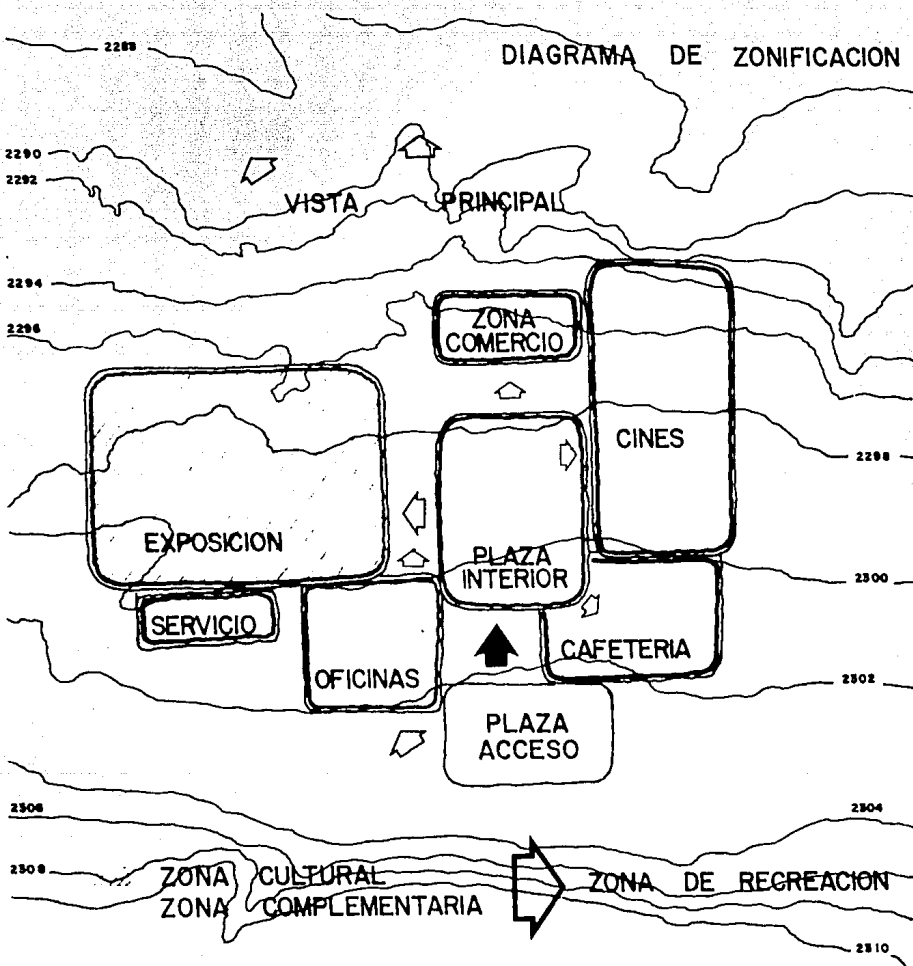 DIAGRAMA DE ZONIFICACION
2288
2290
2292
VISTA PRINCIPAL
2294
2296
ZONA
COMERCIO
CINES
2298
EXPOSICION
PLAZA
INTERIOR
2300
SERVICIO
OFICINAS
CAFETERIA
2302
PLAZA
ACCESO
2306
2304
2308
ZONA CULTURAL
ZONA COMPLEMENTARIA
ZONA DE RECREACION
2310